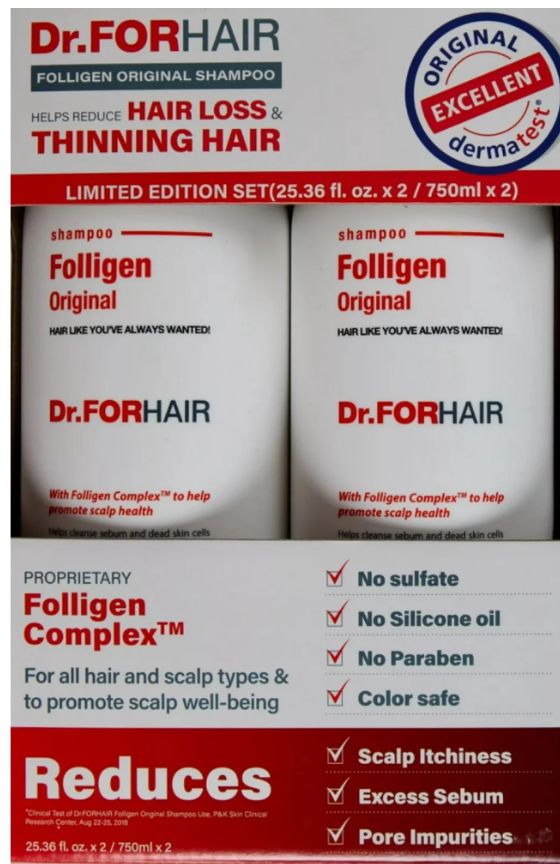 Dr.FORHAIR
FOLLIGEN ORIGINAL SHAMPOO
HELPS REDUCE HAIR LOSS &
THINNING HAIR
ORIGINAL
EXCELLENT
dermatest®
LIMITED EDITION SET(25.36 fl. oz. x 2 / 750ml x 2)
shampoo
Folligen
Original
HAIR LIKE YOU'VE ALWAYS WANTED!
Dr.FORHAIR
With Folligen Complex™ to help
promote scalp health
Helps cleanse sebum and dead skin cells
shampoo
Folligen
Original
HAIR LIKE YOU'VE ALWAYS WANTED!
Dr.FORHAIR
With Folligen Complex™ to help
promote scalp health
Helps cleanse sebum and dead skin cells
PROPRIETARY
Folligen
Complex™
For all hair and scalp types &
to promote scalp well-being
No sulfate
No Silicone oil
No Paraben
Color safe
Reduces
*Clinical Test of Dr.FORHAIR Folligen Original Shampoo Use, P&K Skin Clinical
Research Center, Aug 22-25, 2018
25.36 fl. oz. x 2 / 750ml x 2
Scalp Itchiness
Excess Sebum
Pore Impurities